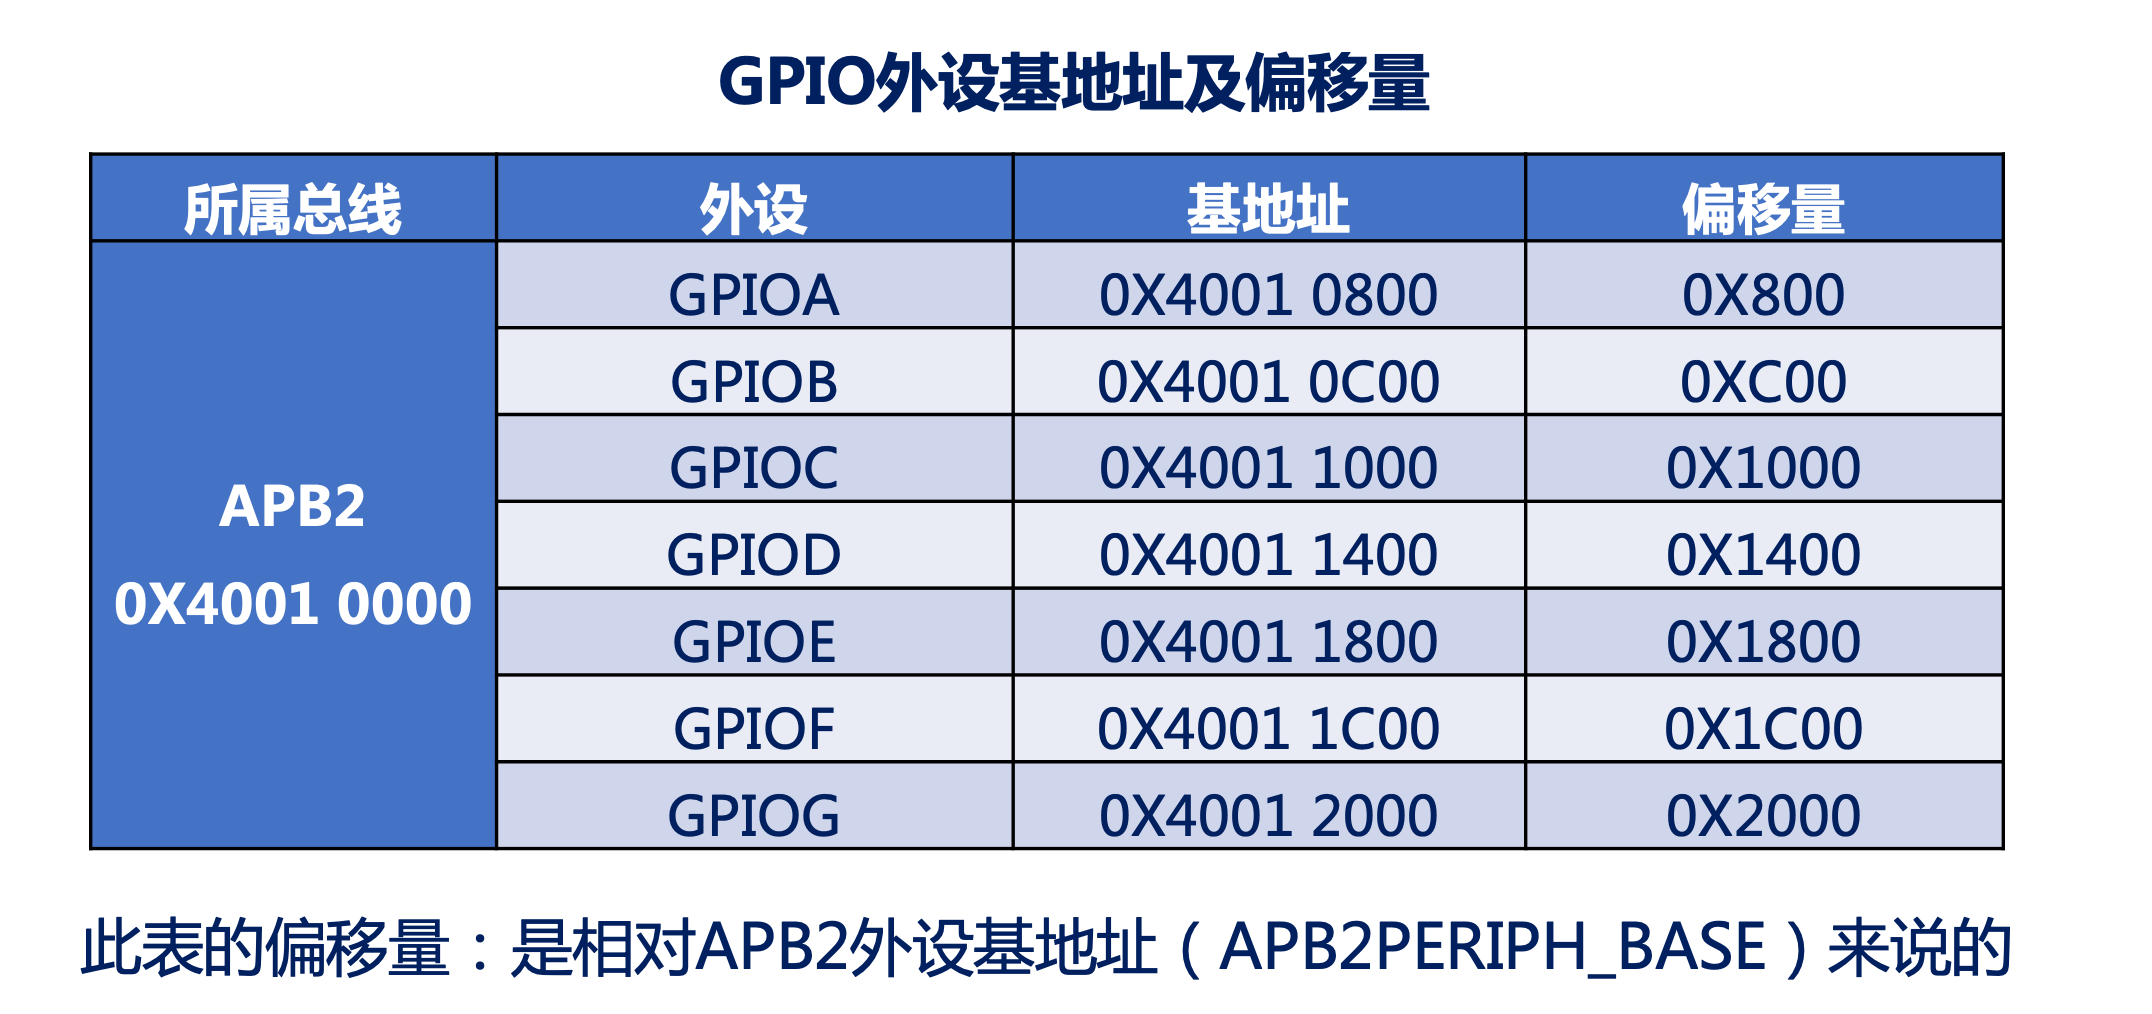 GPIO外设基地址及偏移量
所属总线 外设 基地址 偏移量
APB2
0X4001 0000
GPIOA 0X4001 0800 0X800
GPIOB 0X4001 0C00 0XC00
GPIOC 0X4001 1000 0X1000
GPIOD 0X4001 1400 0X1400
GPIOE 0X4001 1800 0X1800
GPIOF 0X4001 1C00 0X1C00
GPIOG 0X4001 2000 0X2000
此表的偏移量：是相对APB2外设基地址（APB2PERIPH_BASE）来说的